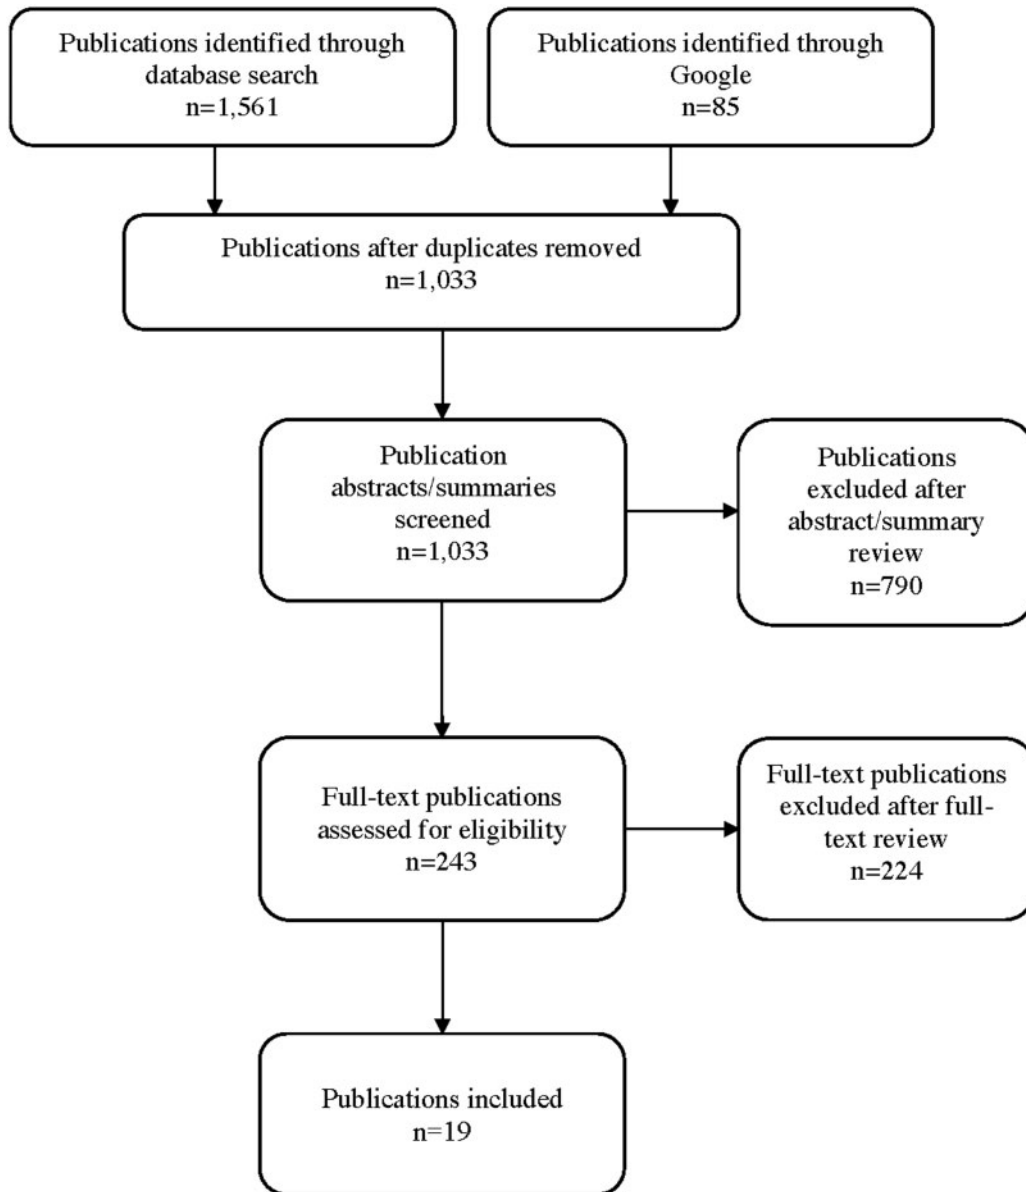 Publications identified through
database search
n=1,561
Publications identified through
Google
n=85
Publications after duplicates removed
n=1,033
Publication
abstracts/summaries
screened
n=1,033
Publications
excluded after
abstract/summary
review
n=790
Full-text publications
assessed for eligibility
n=243
Full-text publications
excluded after full-
text review
n=224
Publications included
n=19